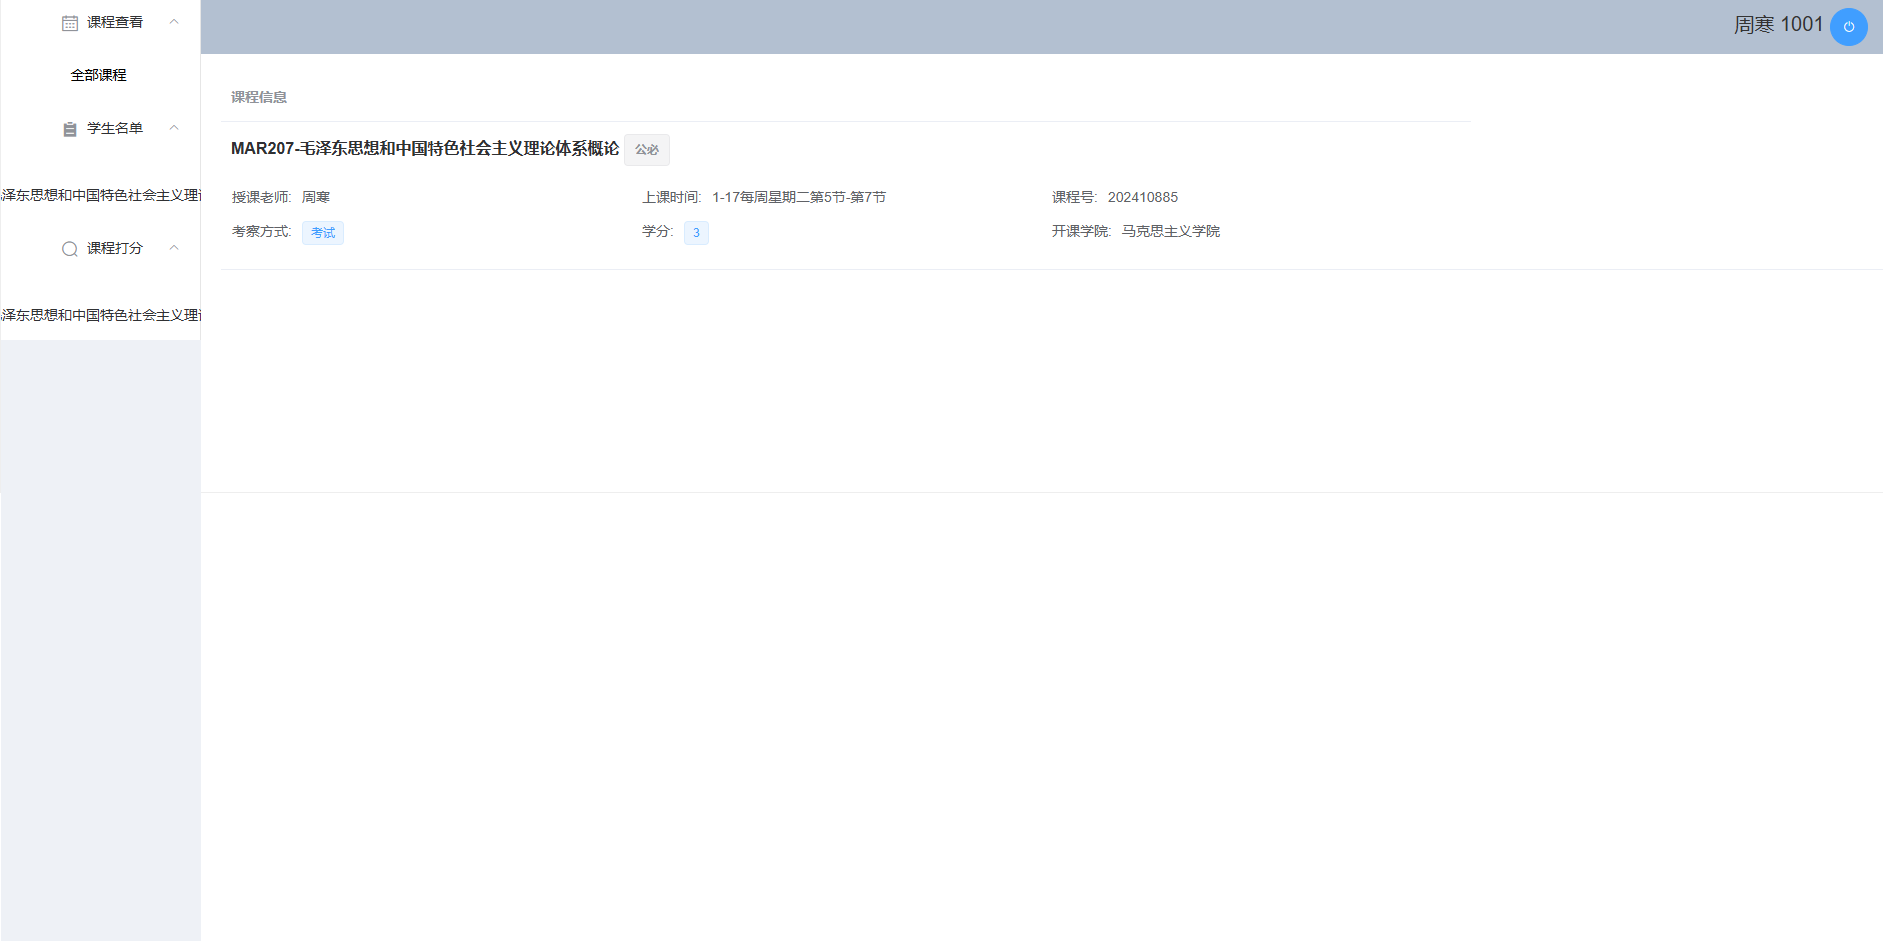 课程查看
全部课程
学生名单
泽东思想和中国特色社会主义理
课程打分
泽东思想和中国特色社会主义理
周寒 1001
课程信息
MAR207-毛泽东思想和中国特色社会主义理论体系概论 公必
授课老师: 周寒 上课时间: 1-17每周星期二第5节-第7节 课程号: 202410885
考察方式: 考试 学分: 3 开课学院: 马克思主义学院